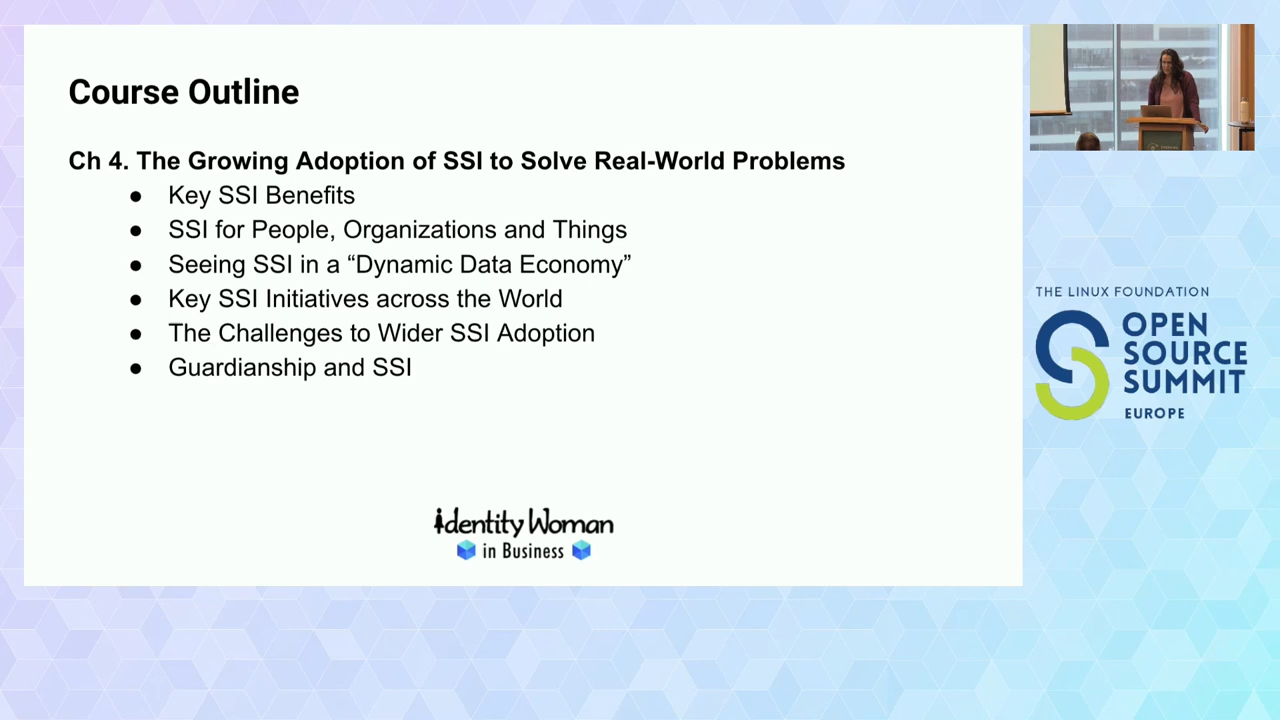 Course Outline
Ch 4. The Growing Adoption of SSI to Solve Real-World Problems
● Key SSI Benefits
● SSI for People, Organizations and Things
● Seeing SSI in a “Dynamic Data Economy”
● Key SSI Initiatives across the World
● The Challenges to Wider SSI Adoption
● Guardianship and SSI
Identity Woman
in Business
THE LINUX FOUNDATION
OPEN
SOURCE
SUMMIT
EUROPE